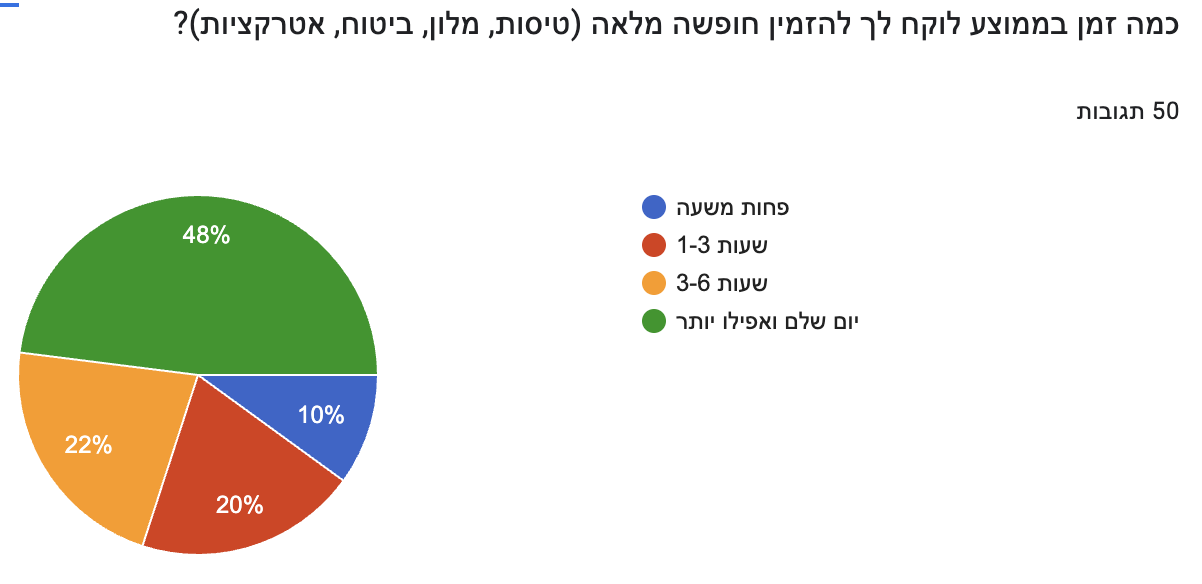 כמה זמן בממוצע לוקח לך להזמין חופשה מלאה (טיסות, מלון, ביטוח, אטרקציות)?
50 תגובות
פחות משעה
1-3 שעות
3-6 שעות
יום שלם ואפילו יותר
48%
10%
22%
20%